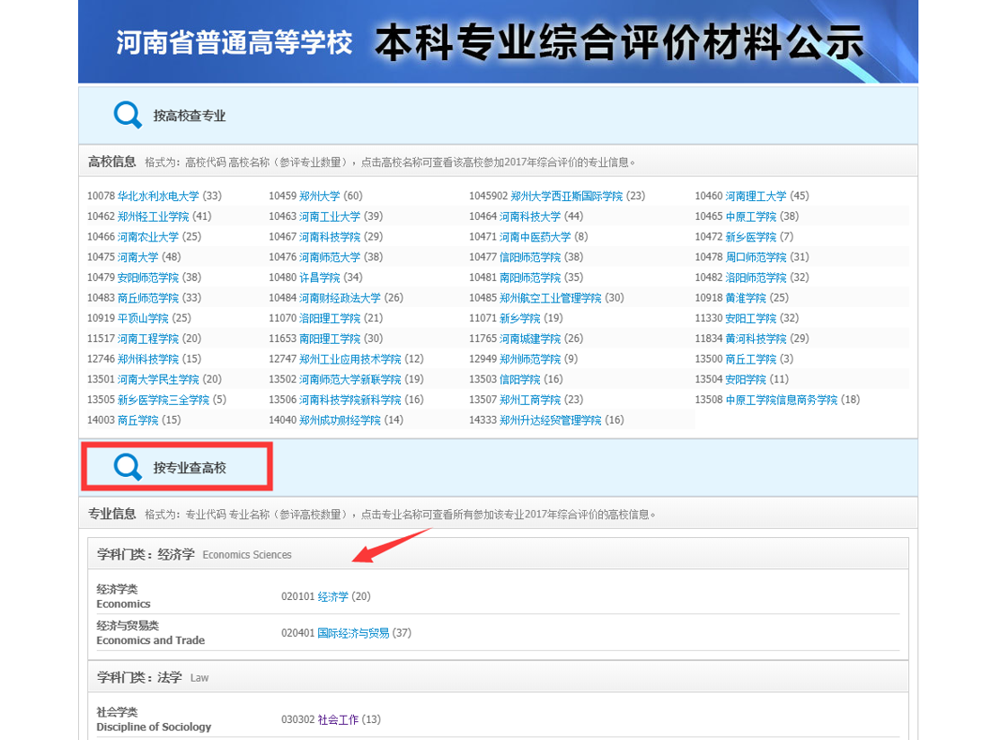 河南省普通高等学校 本科专业综合评价材料公示
按高校查专业
高校信息 格式为：高校代码 高校名称（参评专业数量），点击高校名称可查看该高校参加2017年综合评价的专业信息。
10078 华北水利水电大学 (33) 10459 郑州大学 (60) 1045902 郑州大学西亚斯国际学院 (23) 10460 河南理工大学 (45)
10462 郑州轻工业学院 (41) 10463 河南工业大学 (39) 10464 河南科技大学 (44) 10465 中原工学院 (38)
10466 河南农业大学 (25) 10467 河南科技学院 (29) 10471 河南中医药大学 (8) 10472 新乡医学院 (7)
10475 河南大学 (48) 10476 河南师范大学 (38) 10477 信阳师范学院 (38) 10478 周口师范学院 (31)
10479 安阳师范学院 (38) 10480 许昌学院 (34) 10481 南阳师范学院 (35) 10482 洛阳师范学院 (32)
10483 商丘师范学院 (33) 10484 河南财经政法大学 (26) 10485 郑州航空工业管理学院 (30) 10918 黄淮学院 (25)
10919 平顶山学院 (25) 11070 洛阳理工学院 (21) 11071 新乡学院 (19) 11330 安阳工学院 (32)
11517 河南工程学院 (20) 11653 南阳理工学院 (30) 11765 河南城建学院 (26) 11834 黄河科技学院 (29)
12746 郑州科技学院 (15) 12747 郑州工业应用技术学院 (12) 12949 郑州师范学院 (9) 13500 商丘工学院 (3)
13501 河南大学民生学院 (20) 13502 河南师范大学新联学院 (19) 13503 信阳学院 (16) 13504 安阳学院 (11)
13505 新乡医学院三全学院 (5) 13506 河南科技学院新科学院 (16) 13507 郑州工商学院 (23) 13508 中原工学院信息商务学院 (18)
14003 商丘学院 (15) 14040 郑州成功财经学院 (14) 14333 郑州升达经贸管理学院 (16)
按专业查高校
专业信息 格式为：专业代码 专业名称（参评高校数量），点击专业名称可查看所有参加该专业2017年综合评价的高校信息。
学科门类：经济学 Economics Sciences
经济学类
Economics
020101 经济学 (20)
经济与贸易类
Economics and Trade
020401 国际经济与贸易 (37)
学科门类：法学 Law
社会学类
Discipline of Sociology
030302 社会工作 (13)